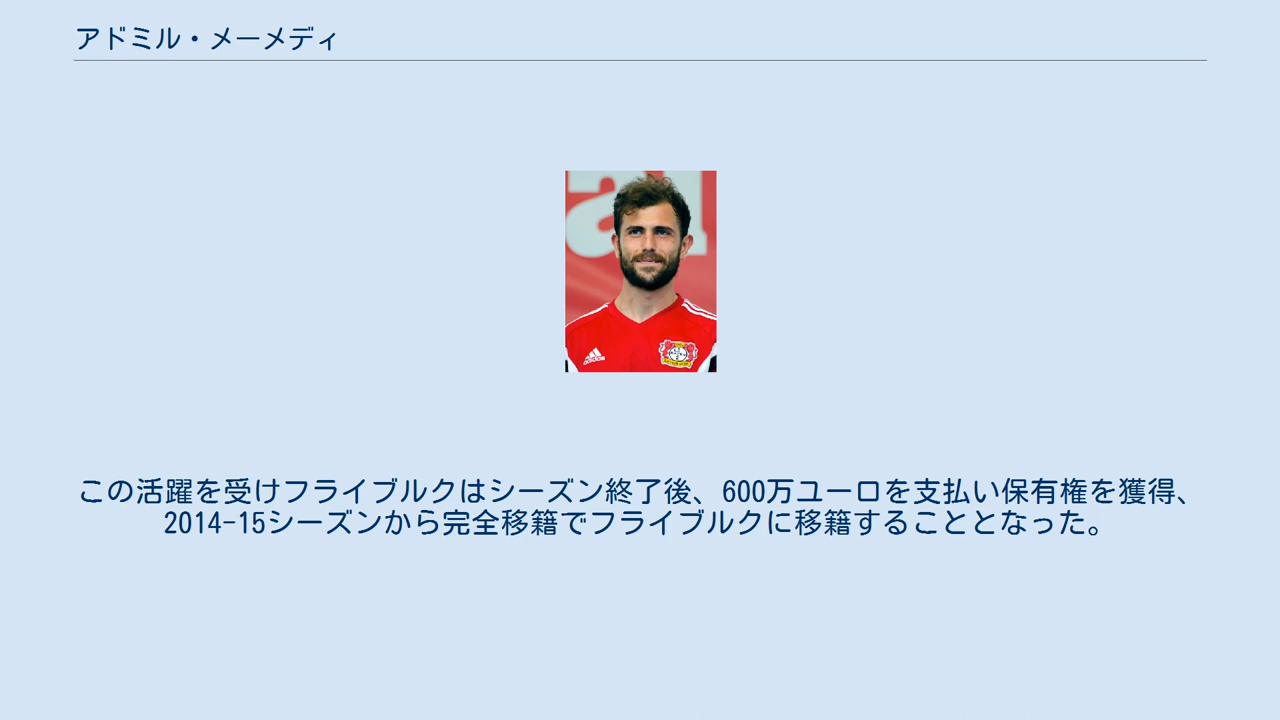 アドミル・メーメディ
al
adidas
この活躍を受けフライブルクはシーズン終了後、600万ユーロを支払い保有権を獲得、
2014-15シーズンから完全移籍でフライブルクに移籍することとなった。